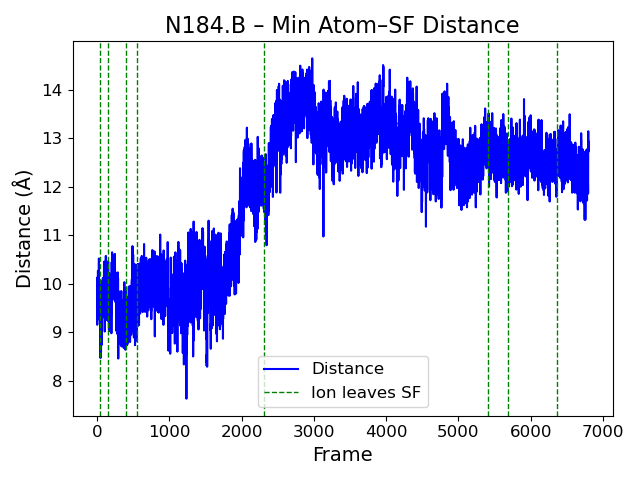 N184.B – Min Atom–SF Distance
14
13
12
11
10
9
8
Distance (Å)
Distance
Ion leaves SF
0 1000 2000 3000 4000 5000 6000 7000
Frame